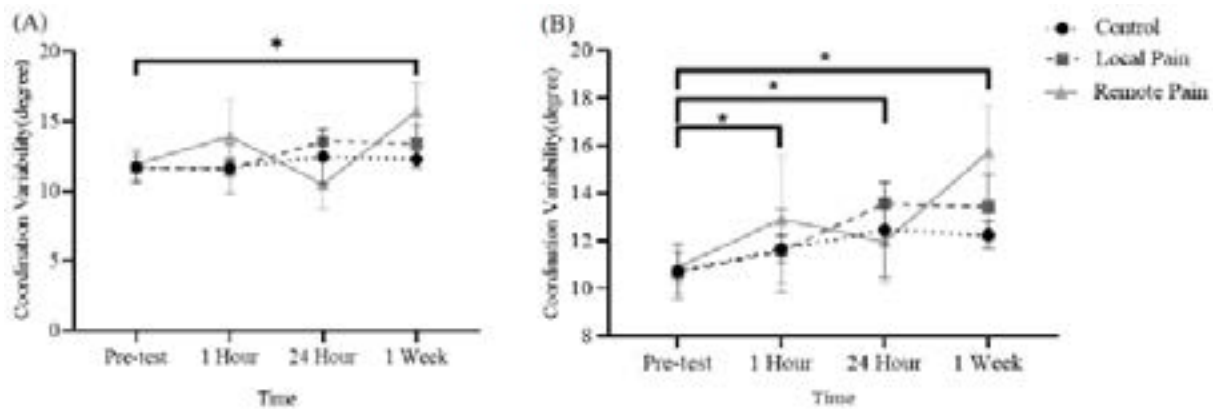 (A)
*
20
15
10
5
0
Coordination Variability(degree)
Pre-test 1 Hour 24 Hour 1 Week
Time
(B)
*
*
*
20
18
16
14
12
10
8
Coordination Variability(degree)
Pre-test 1 Hour 24 Hour 1 Week
Time
Control
Local Pain
Remote Pain